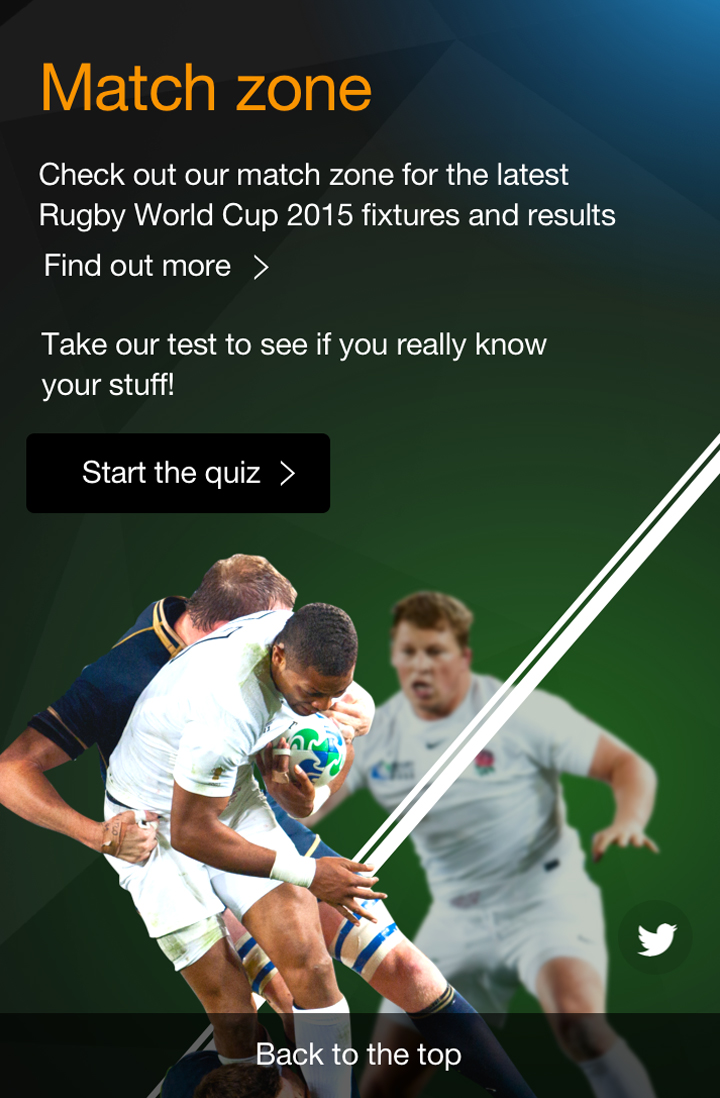 Match zone
Check out our match zone for the latest
Rugby World Cup 2015 fixtures and results
Find out more
Take our test to see if you really know
your stuff!
Start the quiz
Back to the top